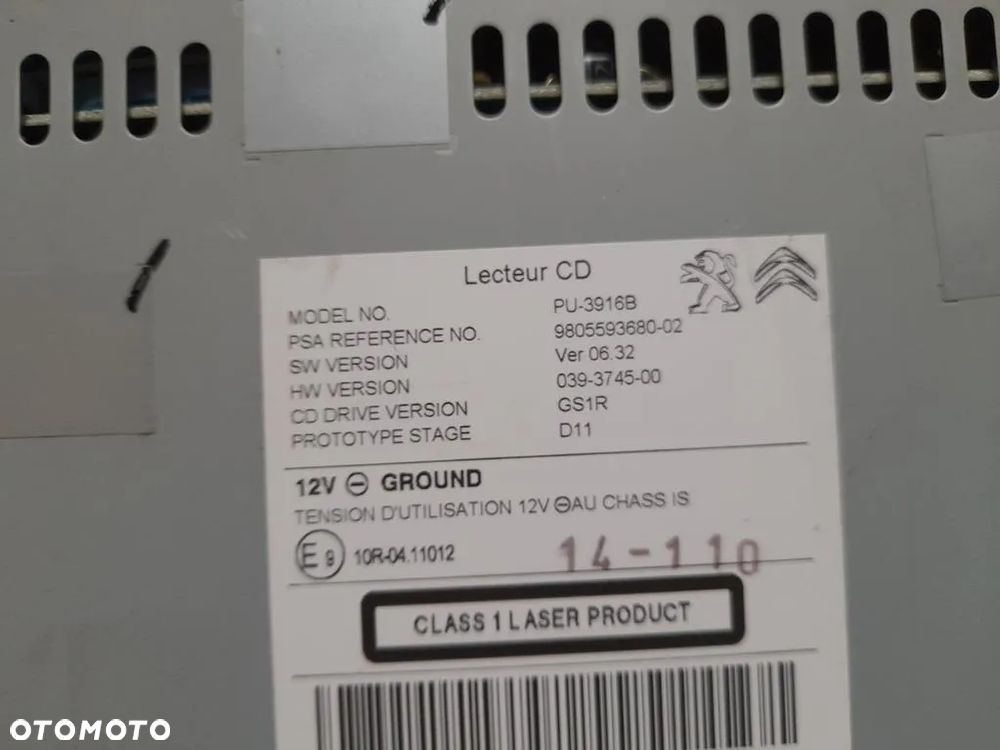 Lecteur CD
MODEL NO. PU-3916B
PSA REFERENCE NO. 9805593680-02
SW VERSION Ver 06.32
HW VERSION 039-3745-00
CD DRIVE VERSION GS1R
PROTOTYPE STAGE D11
12V ⊖ GROUND
TENSION D'UTILISATION 12V ⊖AU CHASS IS
E9 10R-04.11012
14-110
CLASS 1 LASER PRODUCT
OTOMOTO